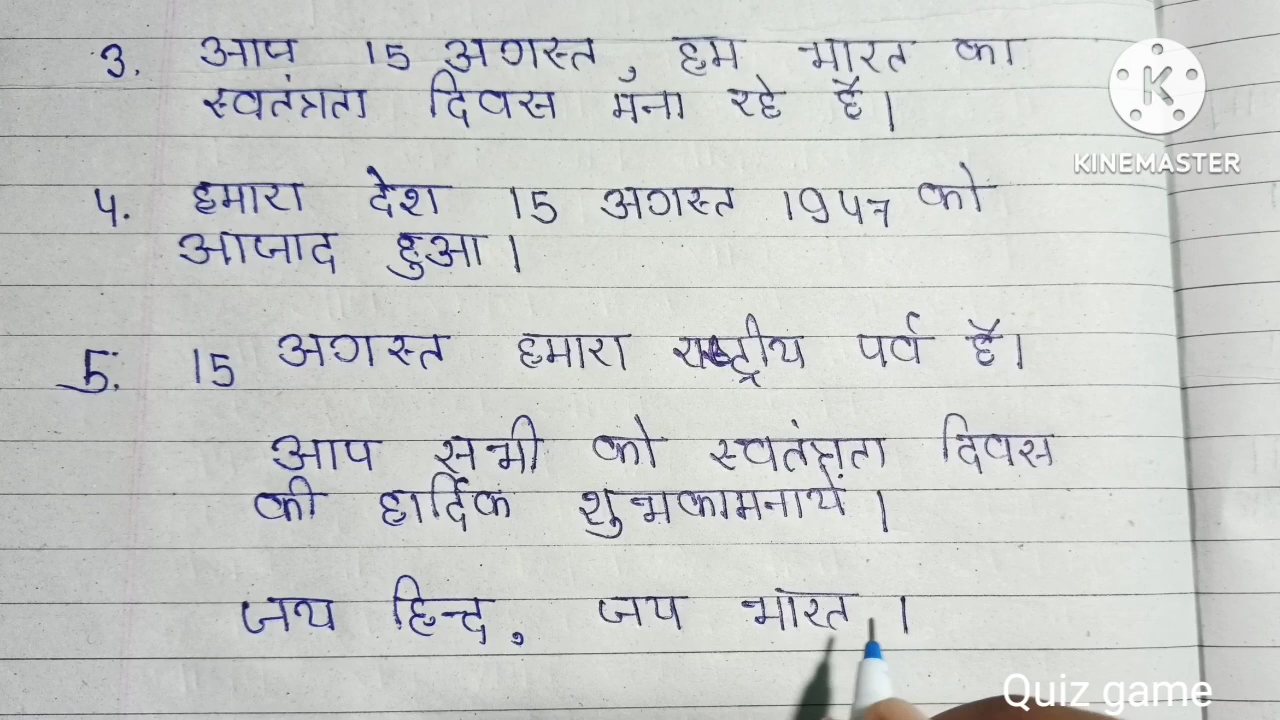 3. आप 15 अगस्त, हम भारत का
स्वतंत्रता दिवस मना रहे हैं।
4. हमारा देश 15 अगस्त 1947 को
आजाद हुआ।
5. 15 अगस्त हमारा राष्ट्रीय पर्व है।
आप सभी को स्वतंत्रता दिवस
की हार्दिक शुभकामनायें।
जय हिन्द, जय भारत।
KINEMASTER
Quiz game